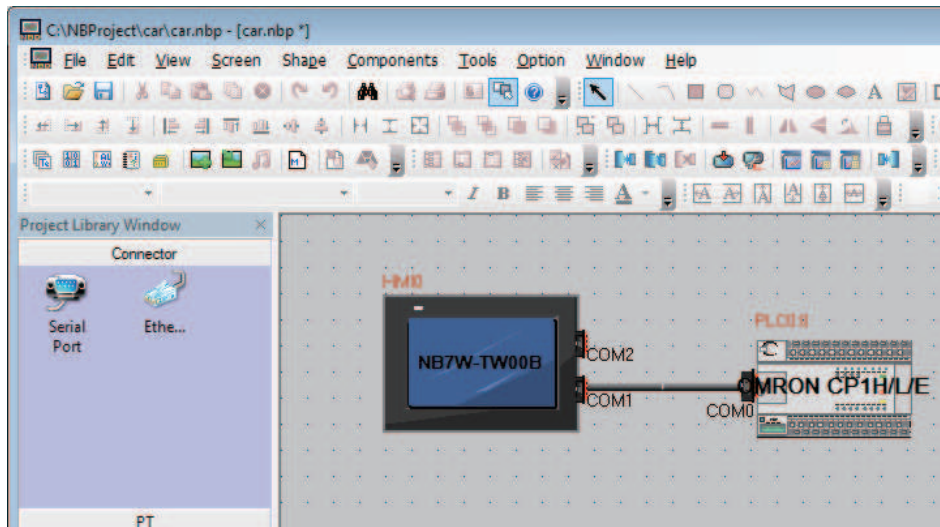 C:\NBProject\car\car.nbp - [car.nbp *]
File Edit View Screen Shape Components Tools Option Window Help
Project Library Window
Connector
Serial Port
Ethe...
HMI0
NB7W-TW00B
COM2
COM1
PLC0:8
COM0
OMRON CP1H/L/E
PT